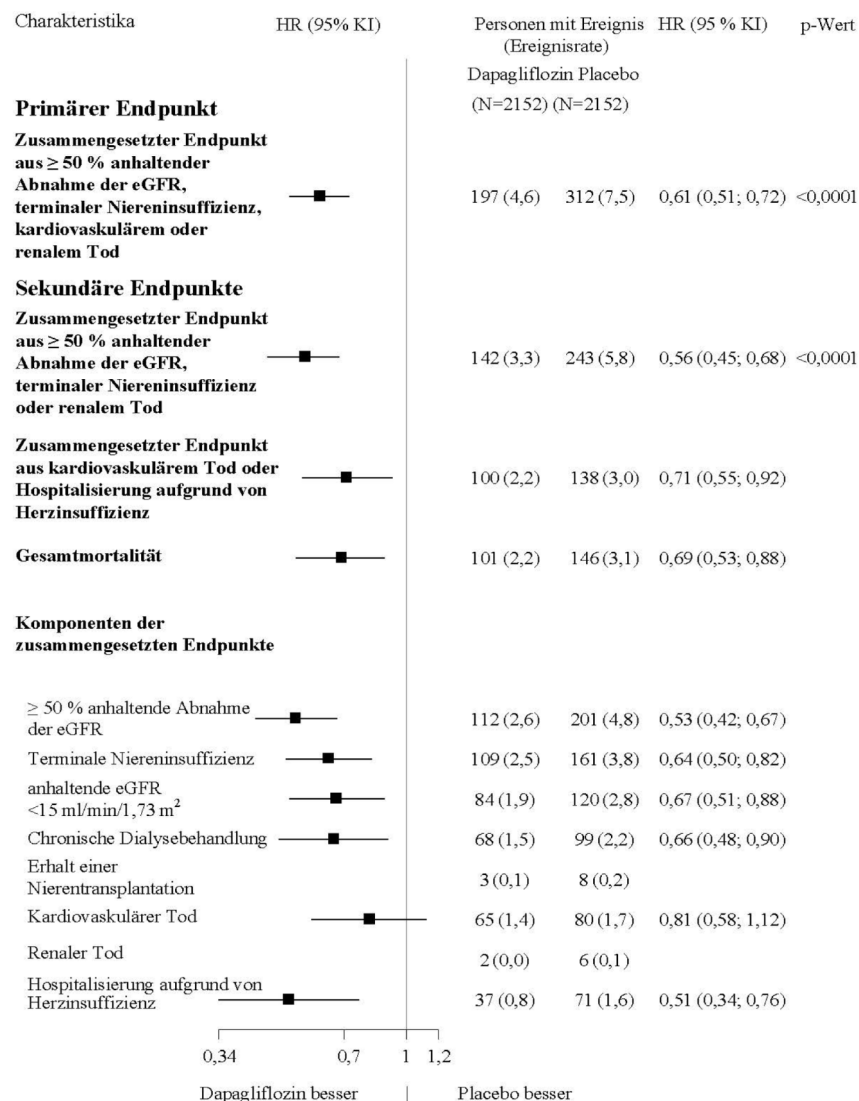 Charakteristika HR (95% KI) Personen mit Ereignis HR (95 % KI) p-Wert
(Ereignisrate)
Dapagliflozin Placebo
Primärer Endpunkt (N=2152) (N=2152)
Zusammengesetzter Endpunkt
aus ≥ 50 % anhaltender
Abnahme der eGFR,
terminaler Niereninsuffizienz, 197 (4,6) 312 (7,5) 0,61 (0,51; 0,72) <0,0001
kardiovaskulärem oder
renalem Tod
Sekundäre Endpunkte
Zusammengesetzter Endpunkt
aus ≥ 50 % anhaltender
Abnahme der eGFR, 142 (3,3) 243 (5,8) 0,56 (0,45; 0,68) <0,0001
terminaler Niereninsuffizienz
oder renalem Tod
Zusammengesetzter Endpunkt
aus kardiovaskulärem Tod oder
Hospitalisierung aufgrund von 100 (2,2) 138 (3,0) 0,71 (0,55; 0,92)
Herzinsuffizienz
Gesamtmortalität 101 (2,2) 146 (3,1) 0,69 (0,53; 0,88)
Komponenten der
zusammengesetzten Endpunkte
≥ 50 % anhaltende Abnahme
der eGFR 112 (2,6) 201 (4,8) 0,53 (0,42; 0,67)
Terminale Niereninsuffizienz 109 (2,5) 161 (3,8) 0,64 (0,50; 0,82)
anhaltende eGFR
<15 ml/min/1,73 m² 84 (1,9) 120 (2,8) 0,67 (0,51; 0,88)
Chronische Dialysebehandlung 68 (1,5) 99 (2,2) 0,66 (0,48; 0,90)
Erhalt einer
Nierentransplantation 3 (0,1) 8 (0,2)
Kardiovaskulärer Tod 65 (1,4) 80 (1,7) 0,81 (0,58; 1,12)
Renaler Tod 2 (0,0) 6 (0,1)
Hospitalisierung aufgrund von
Herzinsuffizienz 37 (0,8) 71 (1,6) 0,51 (0,34; 0,76)
0,34 0,7 1 1,2
Dapagliflozin besser | Placebo besser